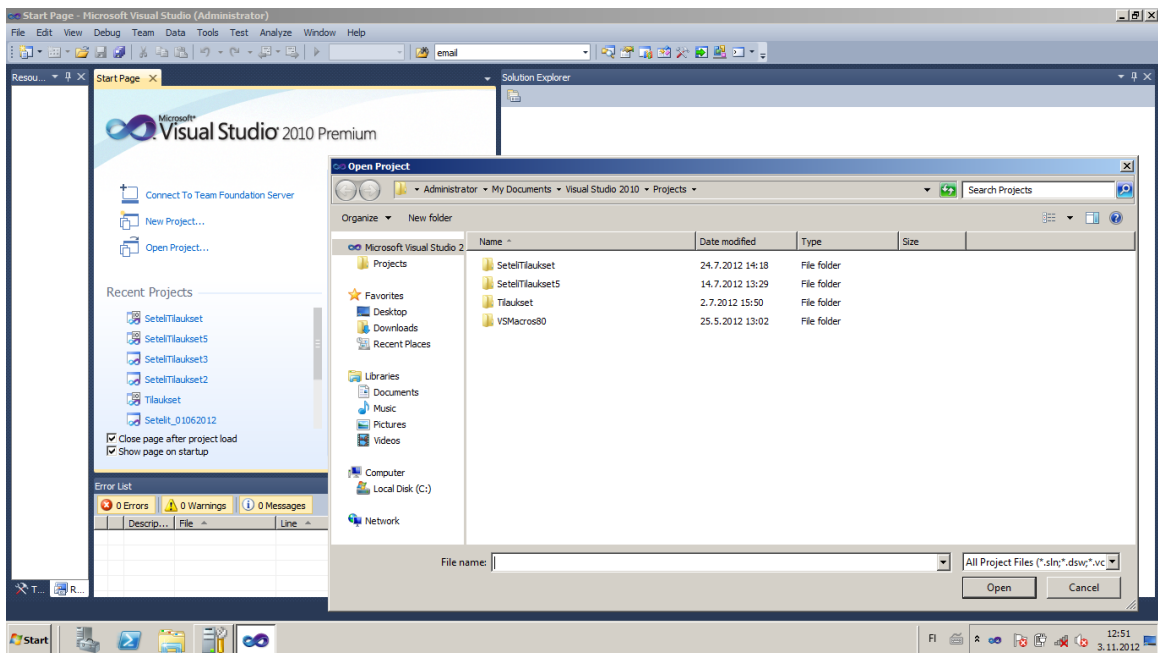 Start Page - Microsoft Visual Studio (Administrator)
File Edit View Debug Team Data Tools Test Analyze Window Help
email
Resou...
Start Page
Solution Explorer
Microsoft®
Visual Studio 2010 Premium
Connect To Team Foundation Server
New Project...
Open Project...
Recent Projects
SeteliTilaukset
SeteliTilaukset5
SeteliTilaukset3
SeteliTilaukset2
Tilaukset
Setelit_01062012
Close page after project load
Show page on startup
Error List
0 Errors 0 Warnings 0 Messages
Descrip... File Line
T... R...
Open Project
Administrator My Documents Visual Studio 2010 Projects
Search Projects
Organize New folder
Microsoft Visual Studio 2
Projects
Favorites
Desktop
Downloads
Recent Places
Libraries
Documents
Music
Pictures
Videos
Computer
Local Disk (C:)
Network
Name Date modified Type Size
SeteliTilaukset 24.7.2012 14:18 File folder
SeteliTilaukset5 14.7.2012 13:29 File folder
Tilaukset 2.7.2012 15:50 File folder
VSMacros80 25.5.2012 13:02 File folder
File name:
All Project Files (*.sln;*.dsw;*.vc
Open Cancel
Start
FI
12:51
3.11.2012